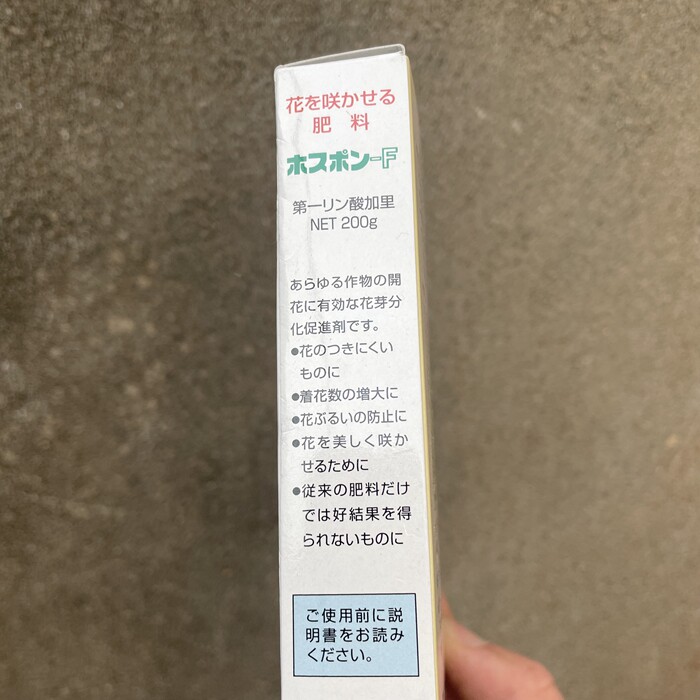 花を咲かせる
肥料
ホスポン-F
第一リン酸加里
NET 200g
あらゆる作物の開
花に有効な花芽分
化促進剤です。
●花のつきにくい
ものに
●着花数の増大に
●花ぶるいの防止に
●花を美しく咲か
せるために
●従来の肥料だけ
では好結果を得
られないものに
ご使用前に説
明書をお読み
ください。